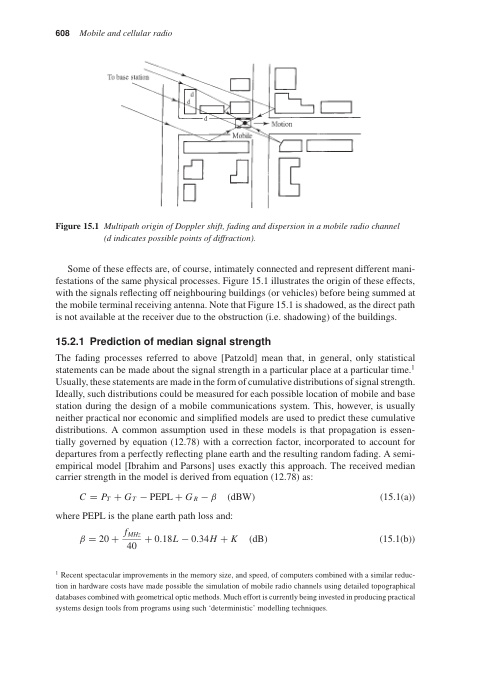 608 Mobile and cellular radio
To base station
d
d
d
Motion
Mobile
Figure 15.1 Multipath origin of Doppler shift, fading and dispersion in a mobile radio channel
(d indicates possible points of diffraction).
Some of these effects are, of course, intimately connected and represent different mani-
festations of the same physical processes. Figure 15.1 illustrates the origin of these effects,
with the signals reflecting off neighbouring buildings (or vehicles) before being summed at
the mobile terminal receiving antenna. Note that Figure 15.1 is shadowed, as the direct path
is not available at the receiver due to the obstruction (i.e. shadowing) of the buildings.
15.2.1 Prediction of median signal strength
The fading processes referred to above [Patzold] mean that, in general, only statistical
statements can be made about the signal strength in a particular place at a particular time.¹
Usually, these statements are made in the form of cumulative distributions of signal strength.
Ideally, such distributions could be measured for each possible location of mobile and base
station during the design of a mobile communications system. This, however, is usually
neither practical nor economic and simplified models are used to predict these cumulative
distributions. A common assumption used in these models is that propagation is essen-
tially governed by equation (12.78) with a correction factor, incorporated to account for
departures from a perfectly reflecting plane earth and the resulting random fading. A semi-
empirical model [Ibrahim and Parsons] uses exactly this approach. The received median
carrier strength in the model is derived from equation (12.78) as:
C = P_T + G_T − PEPL + G_R − β (dBW) (15.1(a))
where PEPL is the plane earth path loss and:
β = 20 + f_MHz/40 + 0.18L − 0.34H + K (dB) (15.1(b))
¹ Recent spectacular improvements in the memory size, and speed, of computers combined with a similar reduc-
tion in hardware costs have made possible the simulation of mobile radio channels using detailed topographical
databases combined with geometrical optic methods. Much effort is currently being invested in producing practical
systems design tools from programs using such ‘deterministic’ modelling techniques.